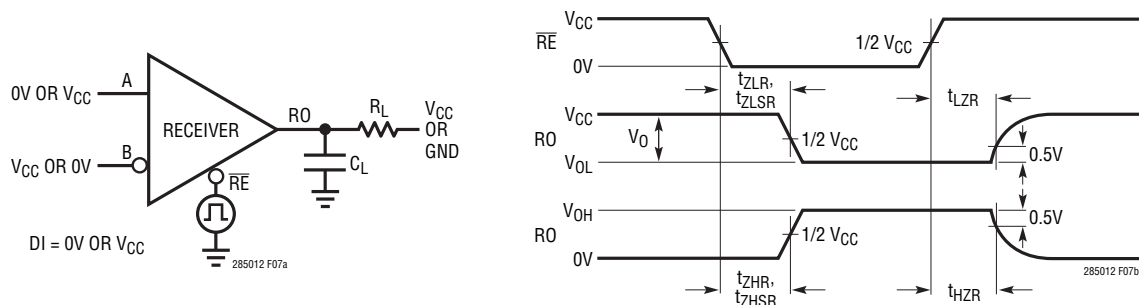 0V OR VCC
A
RECEIVER
RO
RL
VCC
OR
GND
VCC OR 0V
B
CL
RE
DI = 0V OR VCC
285012 F07a
VCC
RE
0V
1/2 VCC
tZLR,
tZLSR
tLZR
VCC
RO
VO
1/2 VCC
VOL
0.5V
VOH
RO
1/2 VCC
0.5V
0V
tZHR,
tZHSR
tHZR
285012 F07b